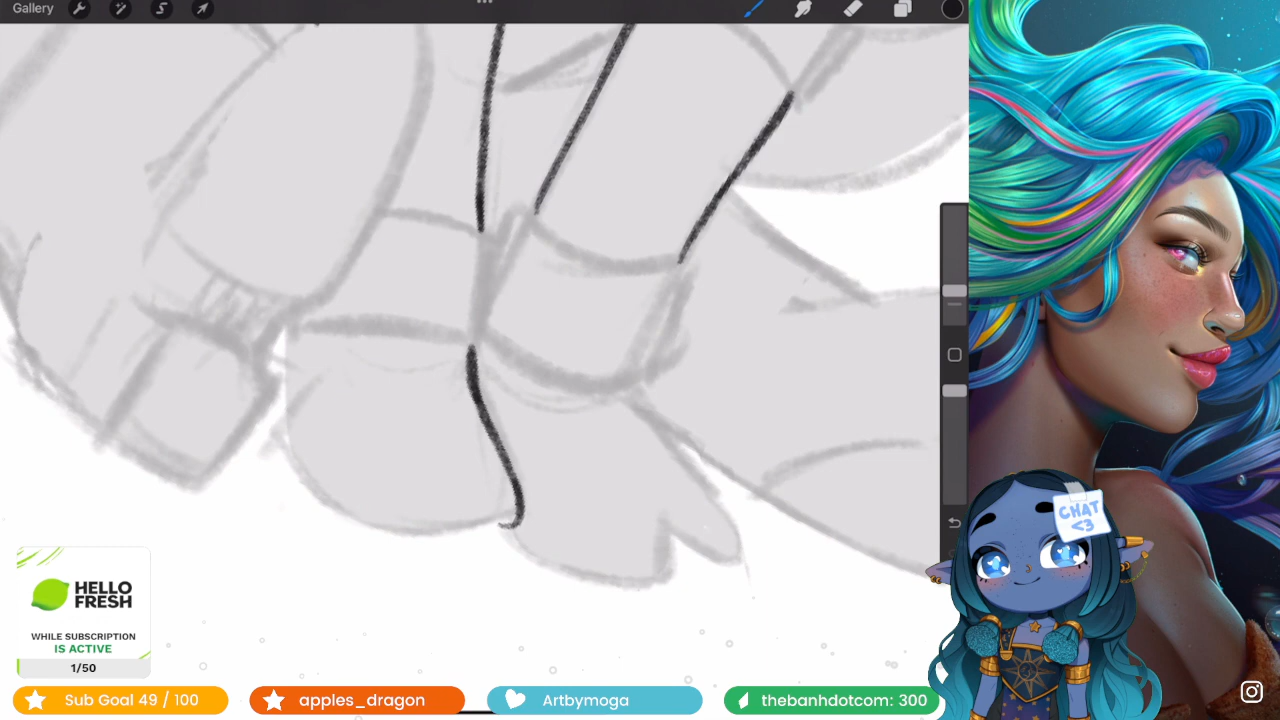 Gallery
CHAT
<3
HELLO
FRESH
WHILE SUBSCRIPTION
IS ACTIVE
1/50
Sub Goal 49 / 100
apples_dragon
Artbymoga
thebanhdotcom: 300